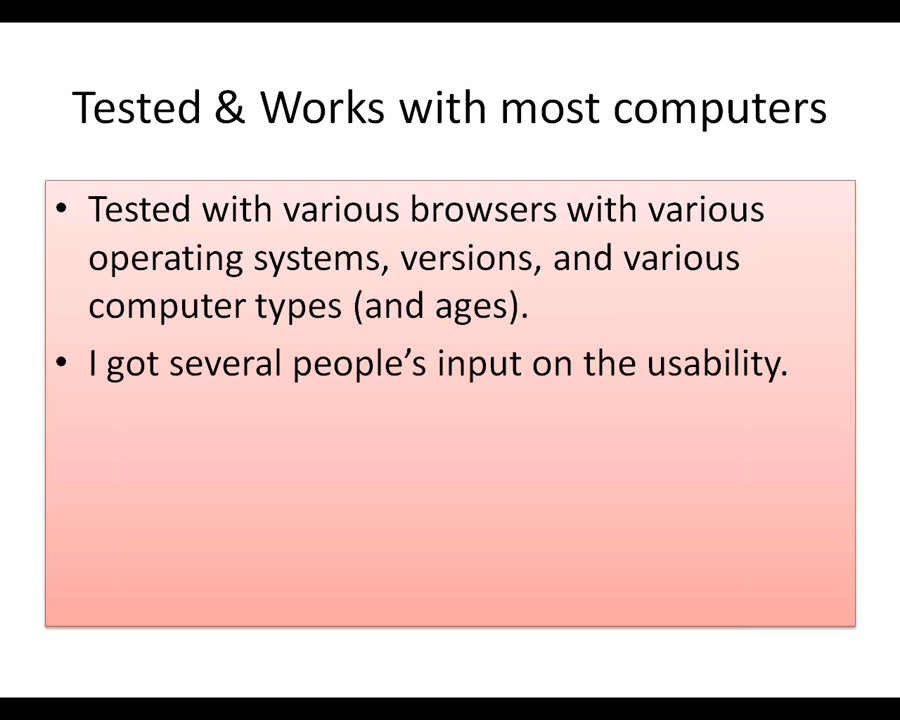 Tested & Works with most computers
• Tested with various browsers with various
operating systems, versions, and various
computer types (and ages).
• I got several people’s input on the usability.